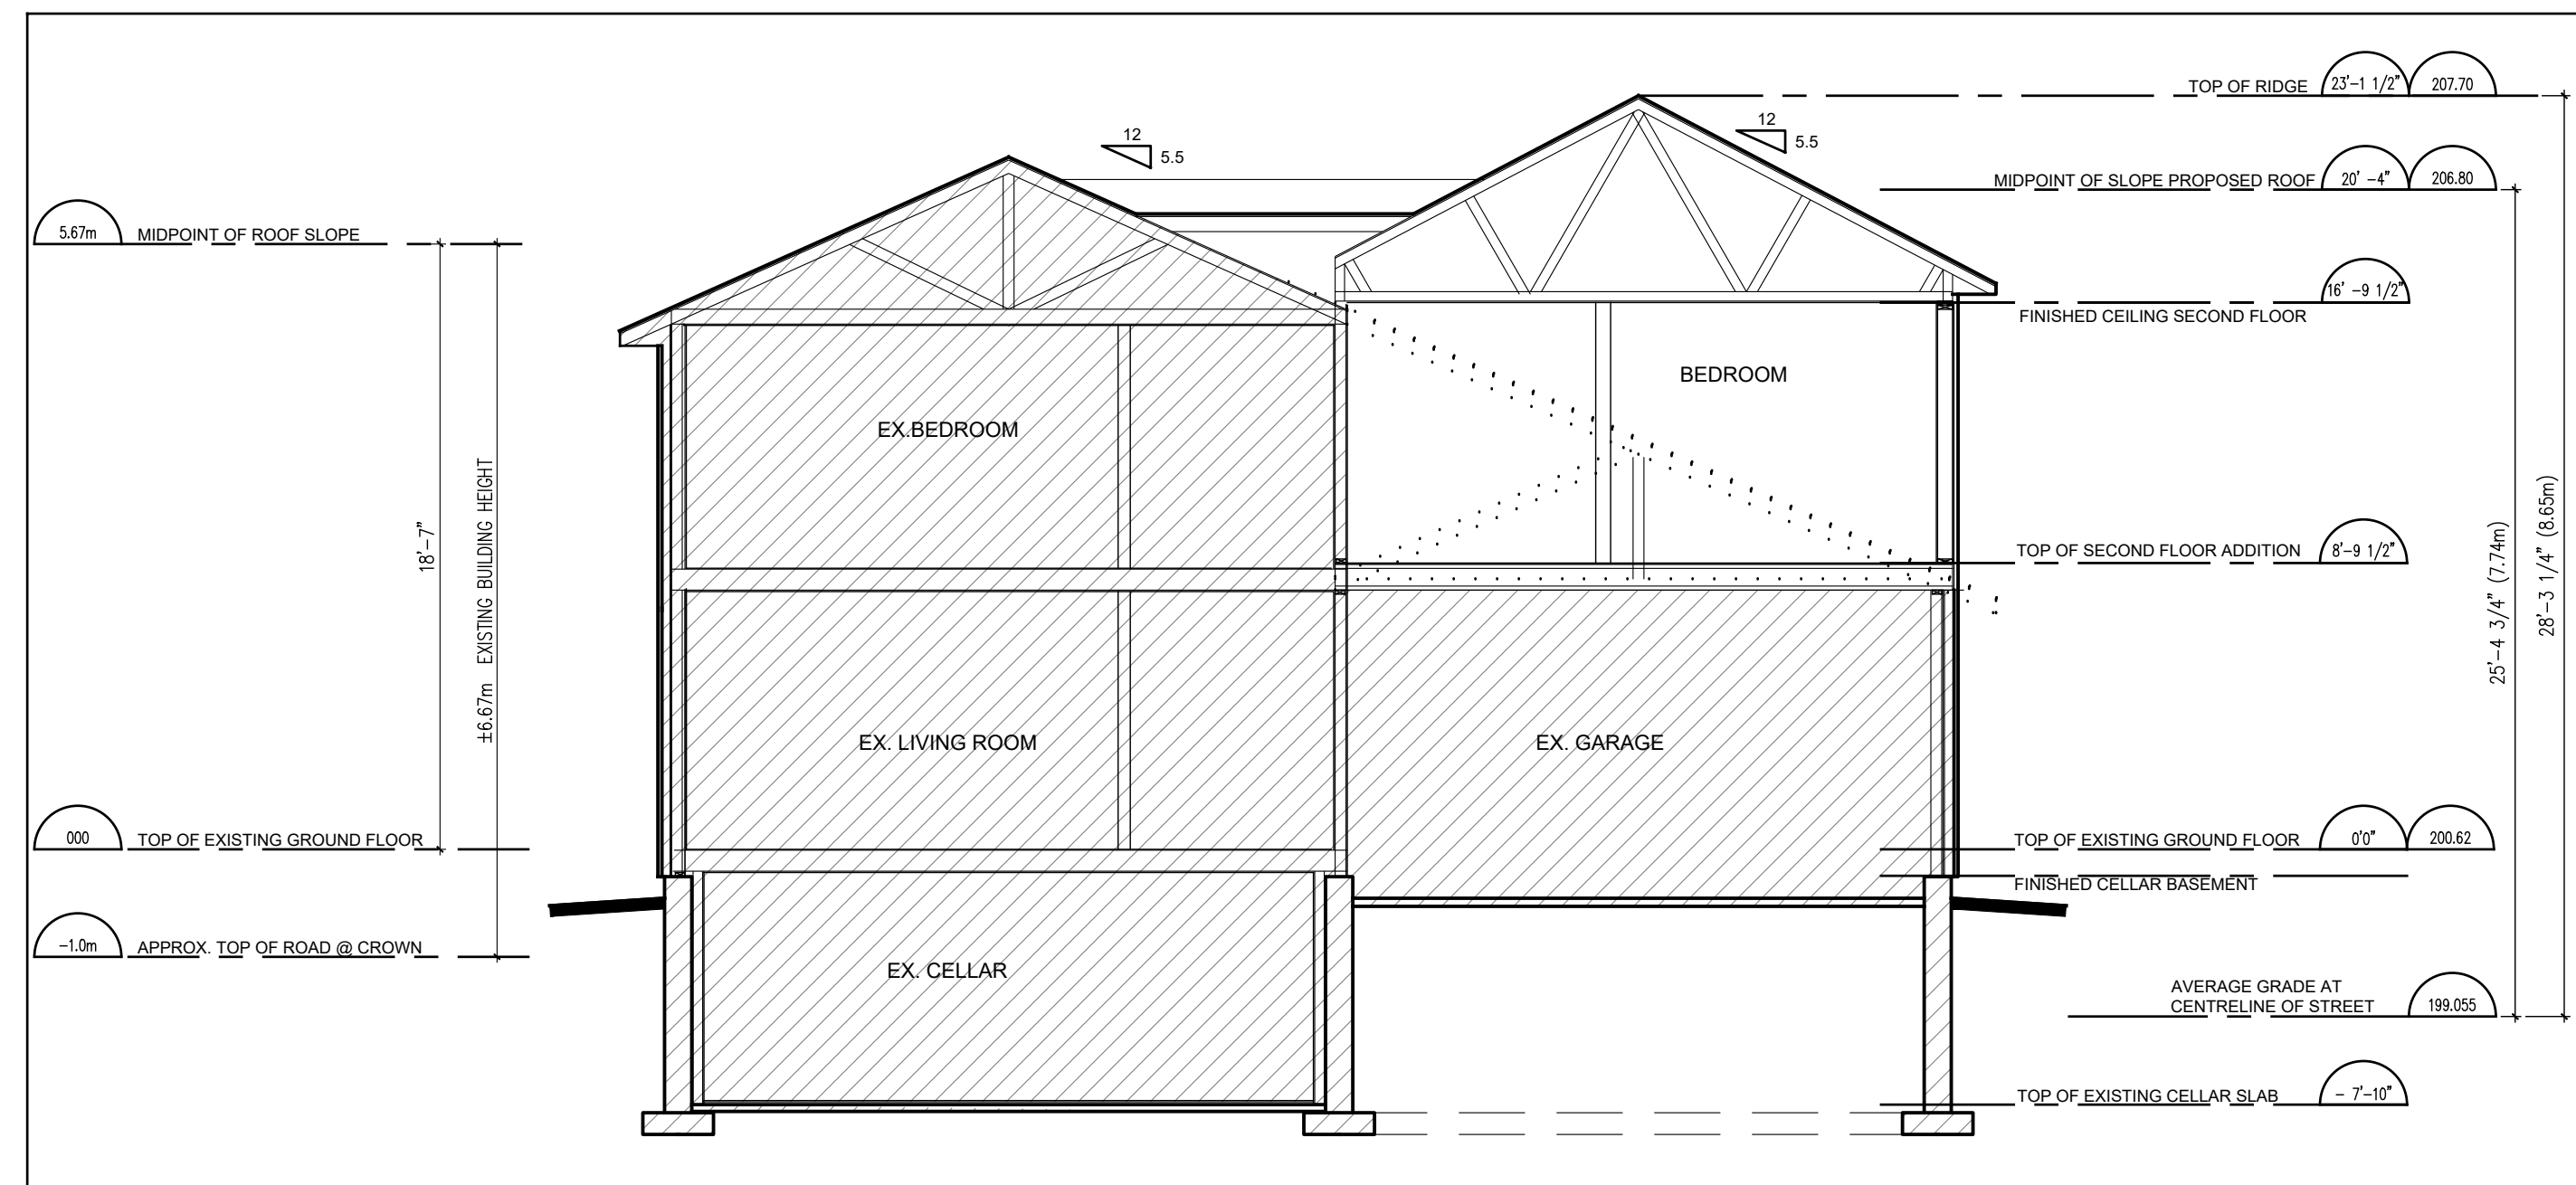 TOP OF RIDGE 23'-1 1/2" 207.70
12
5.5
12
5.5
MIDPOINT OF SLOPE PROPOSED ROOF 20' -4" 206.80
5.67m MIDPOINT OF ROOF SLOPE
16' -9 1/2"
FINISHED CEILING SECOND FLOOR
BEDROOM
EX.BEDROOM
18'-7"
±6.67m EXISTING BUILDING HEIGHT
TOP OF SECOND FLOOR ADDITION 8'-9 1/2"
25'-4 3/4" (7.74m)
28'-3 1/4" (8.65m)
EX. LIVING ROOM
EX. GARAGE
000 TOP OF EXISTING GROUND FLOOR
TOP OF EXISTING GROUND FLOOR 0'0" 200.62
FINISHED CELLAR BASEMENT
-1.0m APPROX. TOP OF ROAD @ CROWN
EX. CELLAR
AVERAGE GRADE AT
CENTRELINE OF STREET 199.055
TOP OF EXISTING CELLAR SLAB - 7'-10"